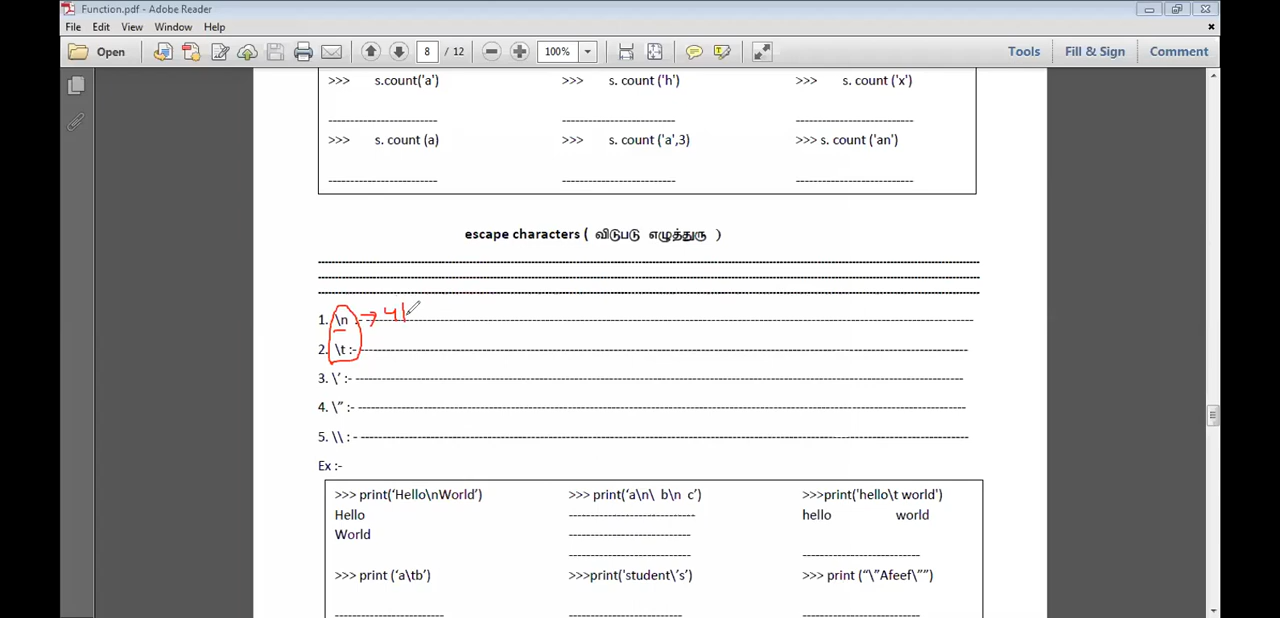 Function.pdf - Adobe Reader
File Edit View Window Help
Open 8 / 12 100% Tools Fill & Sign Comment
>>> s.count('a') >>> s. count ('h') >>> s. count ('x')
>>> s. count (a) >>> s. count ('a',3) >>> s. count ('an')
escape characters ( விடுபடு எழுத்துரு )
1. \n :-
2. \t :-
3. \’ :-
4. \” :-
5. \\ : -
Ex :-
>>> print(‘Hello\nWorld’) >>> print(‘a\n\ b\n c’) >>>print('hello\t world')
Hello hello world
World
>>> print (‘a\tb’) >>>print('student\'s’) >>> print (“\”Afeef\””)